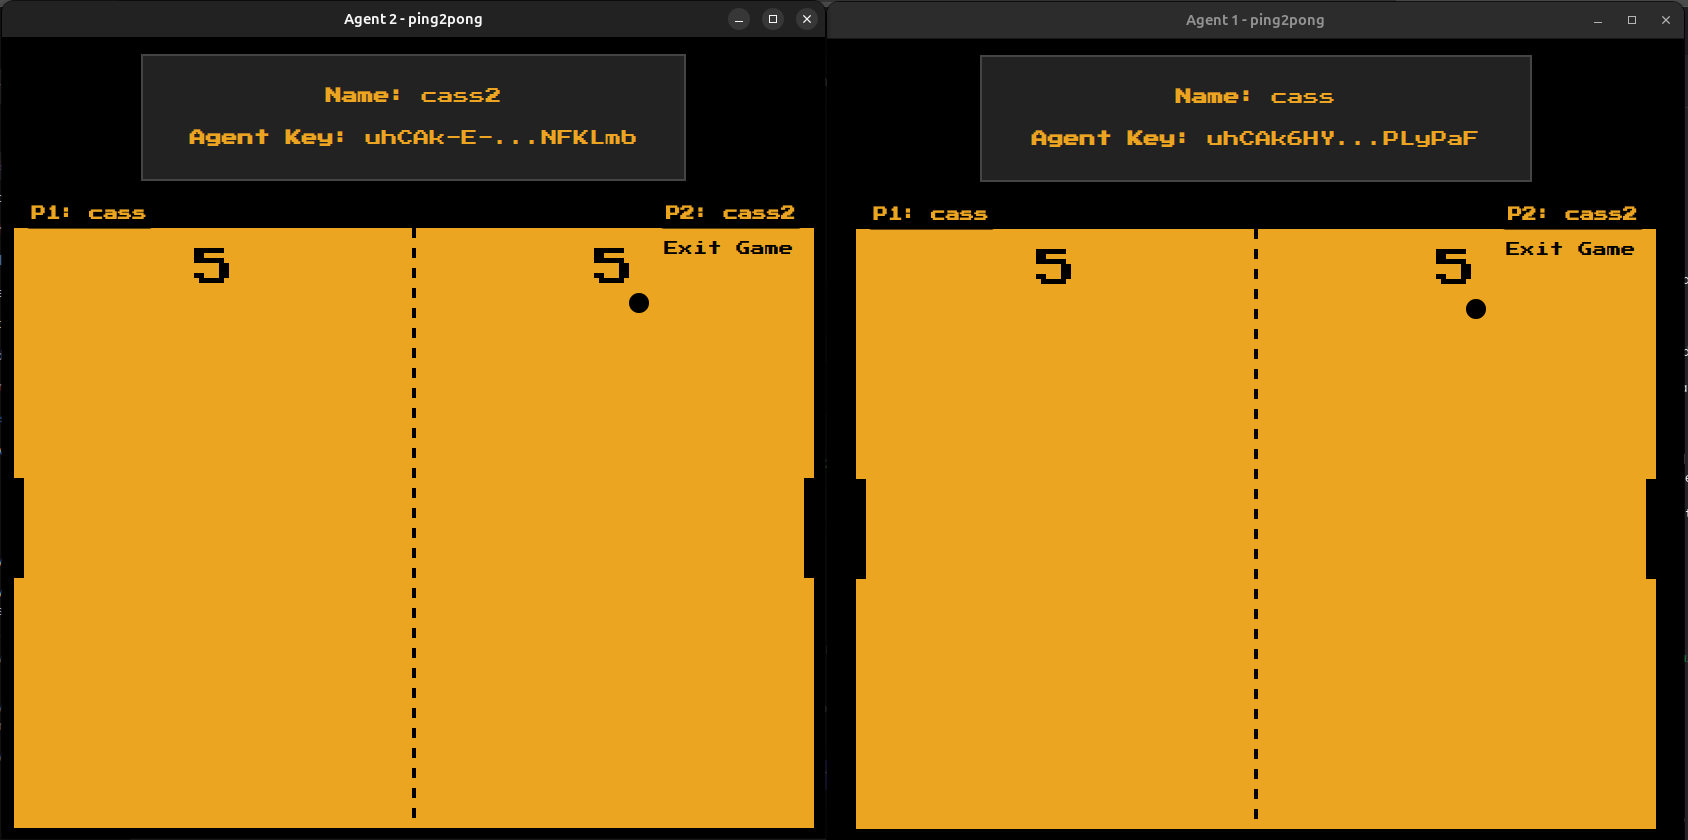 Agent 2 - ping2pong
Name: cass2
Agent Key: uhCAk-E-...NFKLmb
P1: cass
P2: cass2
5
5
Exit Game
Agent 1 - ping2pong
Name: cass
Agent Key: uhCAk6HY...PLyPaF
P1: cass
P2: cass2
5
5
Exit Game